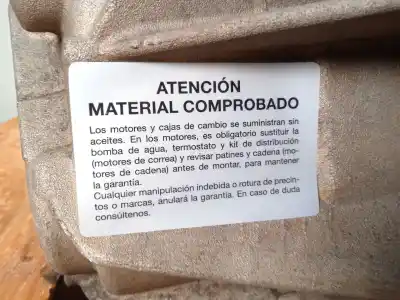 ATENCIÓN
MATERIAL COMPROBADO
Los motores y cajas de cambio se suministran sin
aceites. En los motores, es obligatorio sustituir la
bomba de agua, termostato y kit de distribución
(motores de correa) y revisar patines y cadena (mo-
tores de cadena) antes de montar, para mantener
la garantía.
Cualquier manipulación indebida o rotura de precin-
tos o marcas, anulará la garantía. En caso de duda
consúltenos.